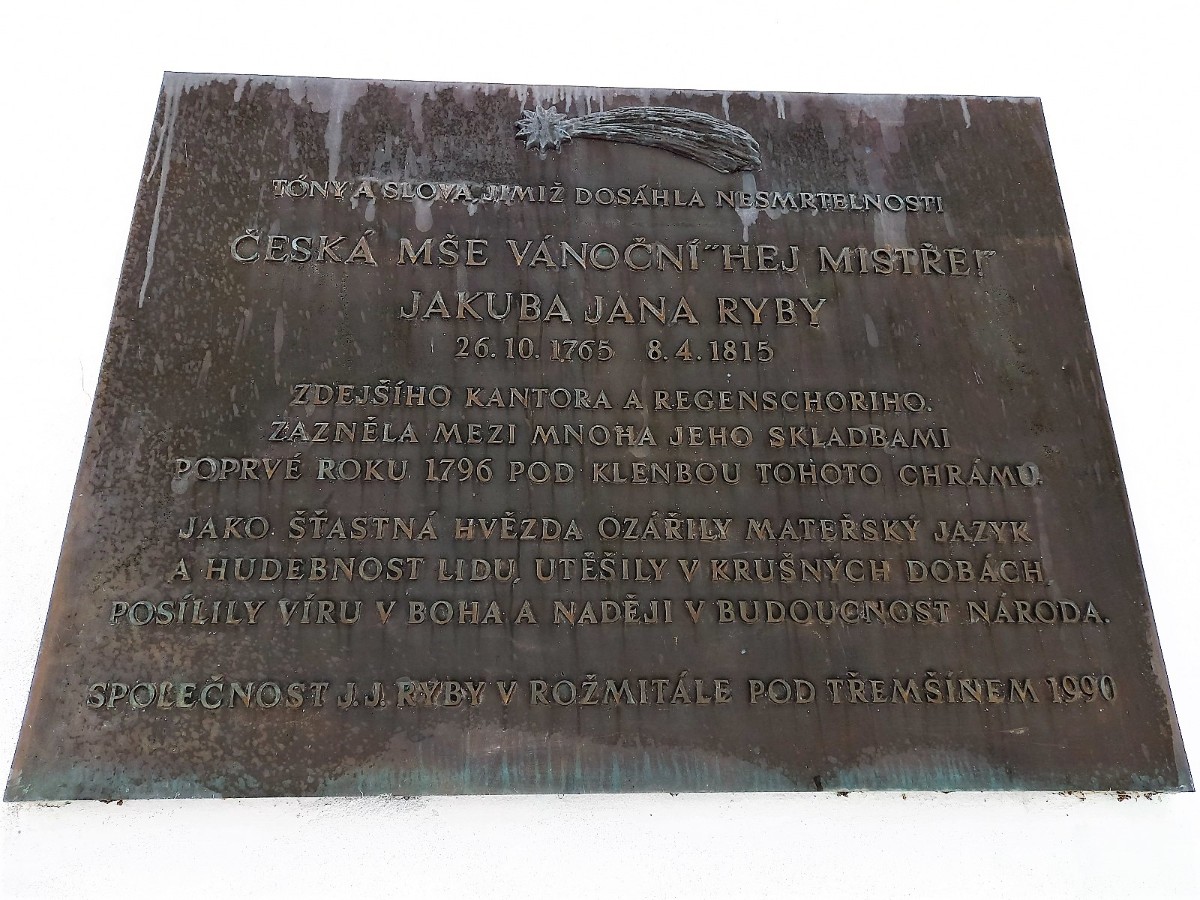 TÓNY A SLOVA, JIMIŽ DOSÁHLA NESMRTELNOSTI
ČESKÁ MŠE VÁNOČNÍ "HEJ MISTŘE!"
JAKUBA JANA RYBY
26.10.1765 8.4.1815
ZDEJŠÍHO KANTORA A REGENSCHORIHO.
ZAZNĚLA MEZI MNOHA JEHO SKLADBAMI
POPRVÉ ROKU 1796 POD KLENBOU TOHOTO CHRÁMU.
JAKO ŠŤASTNÁ HVĚZDA OZÁŘILY MATEŘSKÝ JAZYK
A HUDEBNOST LIDU, UTĚŠILY V KRUŠNÝCH DOBÁCH,
POSÍLILY VÍRU V BOHA A NADĚJI V BUDOUCNOST NÁRODA.
SPOLEČNOST J.J. RYBY V ROŽMITÁLE POD TŘEMŠÍNEM 1990